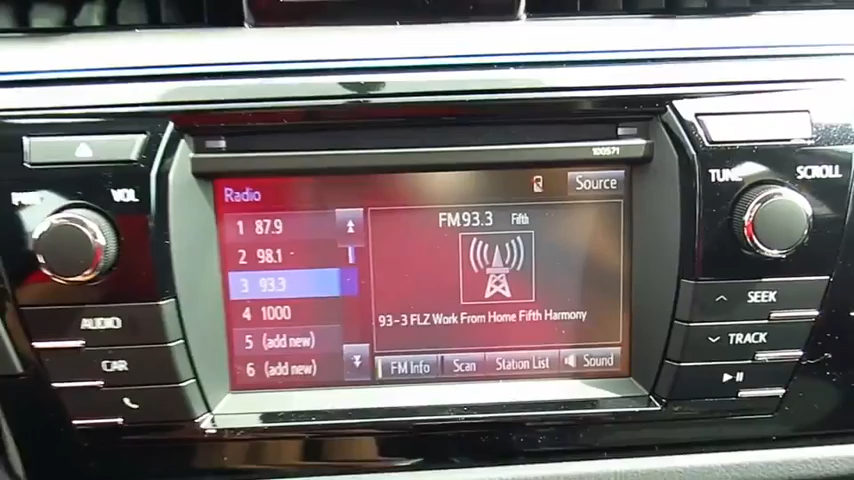 100571
TUNE
SCROLL
VOL
Radio
Source
1 87.9
2 98.1
3 93.3
4 1000
5 (add new)
6 (add new)
FM93.3 Fifth
93-3 FLZ Work From Home Fifth Harmony
FM Info
Scan
Station List
Sound
AUDIO
CAR
SEEK
TRACK